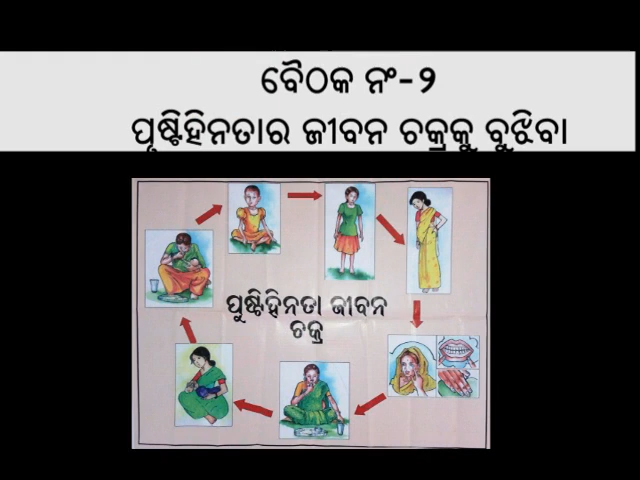 ବୈଠକ ନଂ-୨
ପୃଷ୍ଟିହିନତାର ଜୀବନ ଚକ୍ରକୁ ବୁଝିବା
ପୁଷ୍ଟିହିନତା ଜୀବନ
ଚକ୍ର